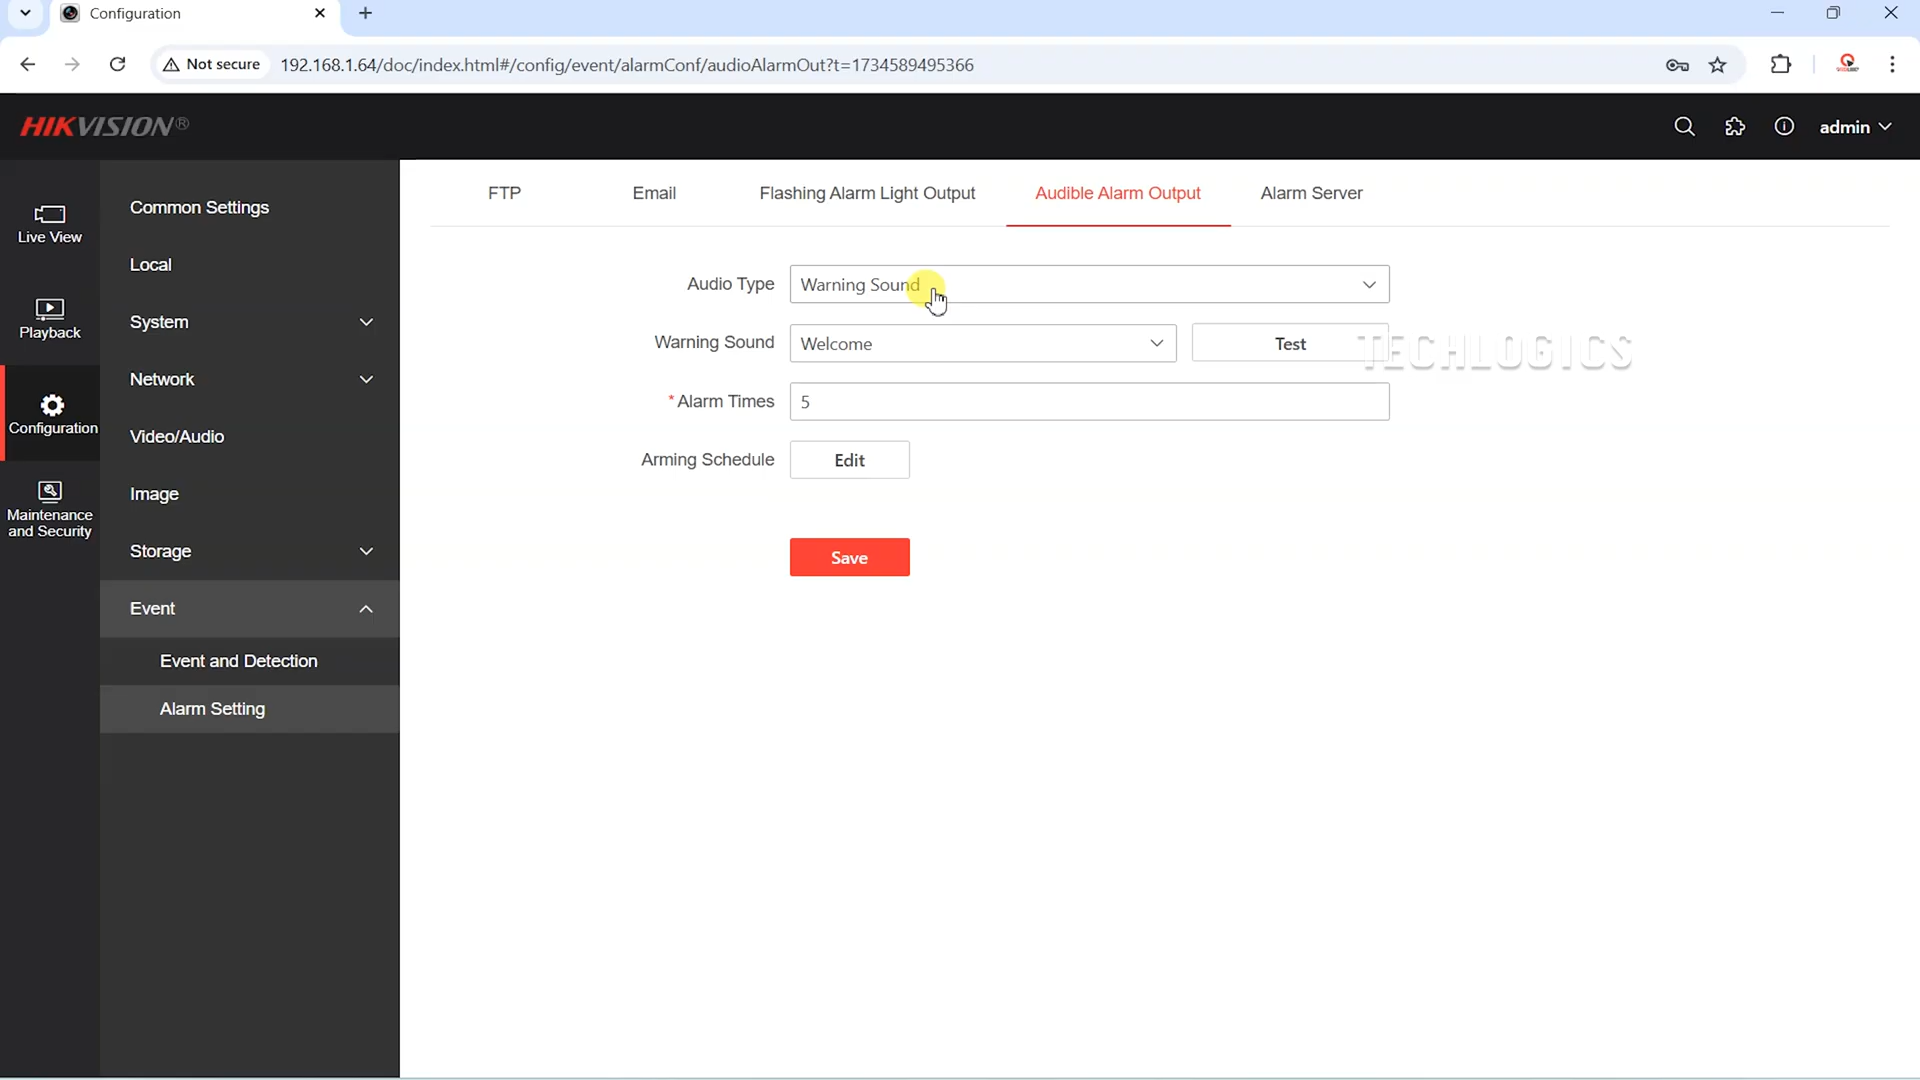 Configuration
Not secure 192.168.1.64/doc/index.html#/config/event/alarmConf/audioAlarmOut?t=1734589495366
HIKVISION® admin
Live View
Playback
Configuration
Maintenance
and Security
Common Settings
Local
System
Network
Video/Audio
Image
Storage
Event
Event and Detection
Alarm Setting
FTP Email Flashing Alarm Light Output Audible Alarm Output Alarm Server
Audio Type Warning Sound
Warning Sound Welcome Test
TECHLOGICS
* Alarm Times 5
Arming Schedule Edit
Save